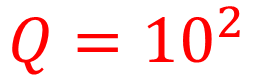 Q = 10²